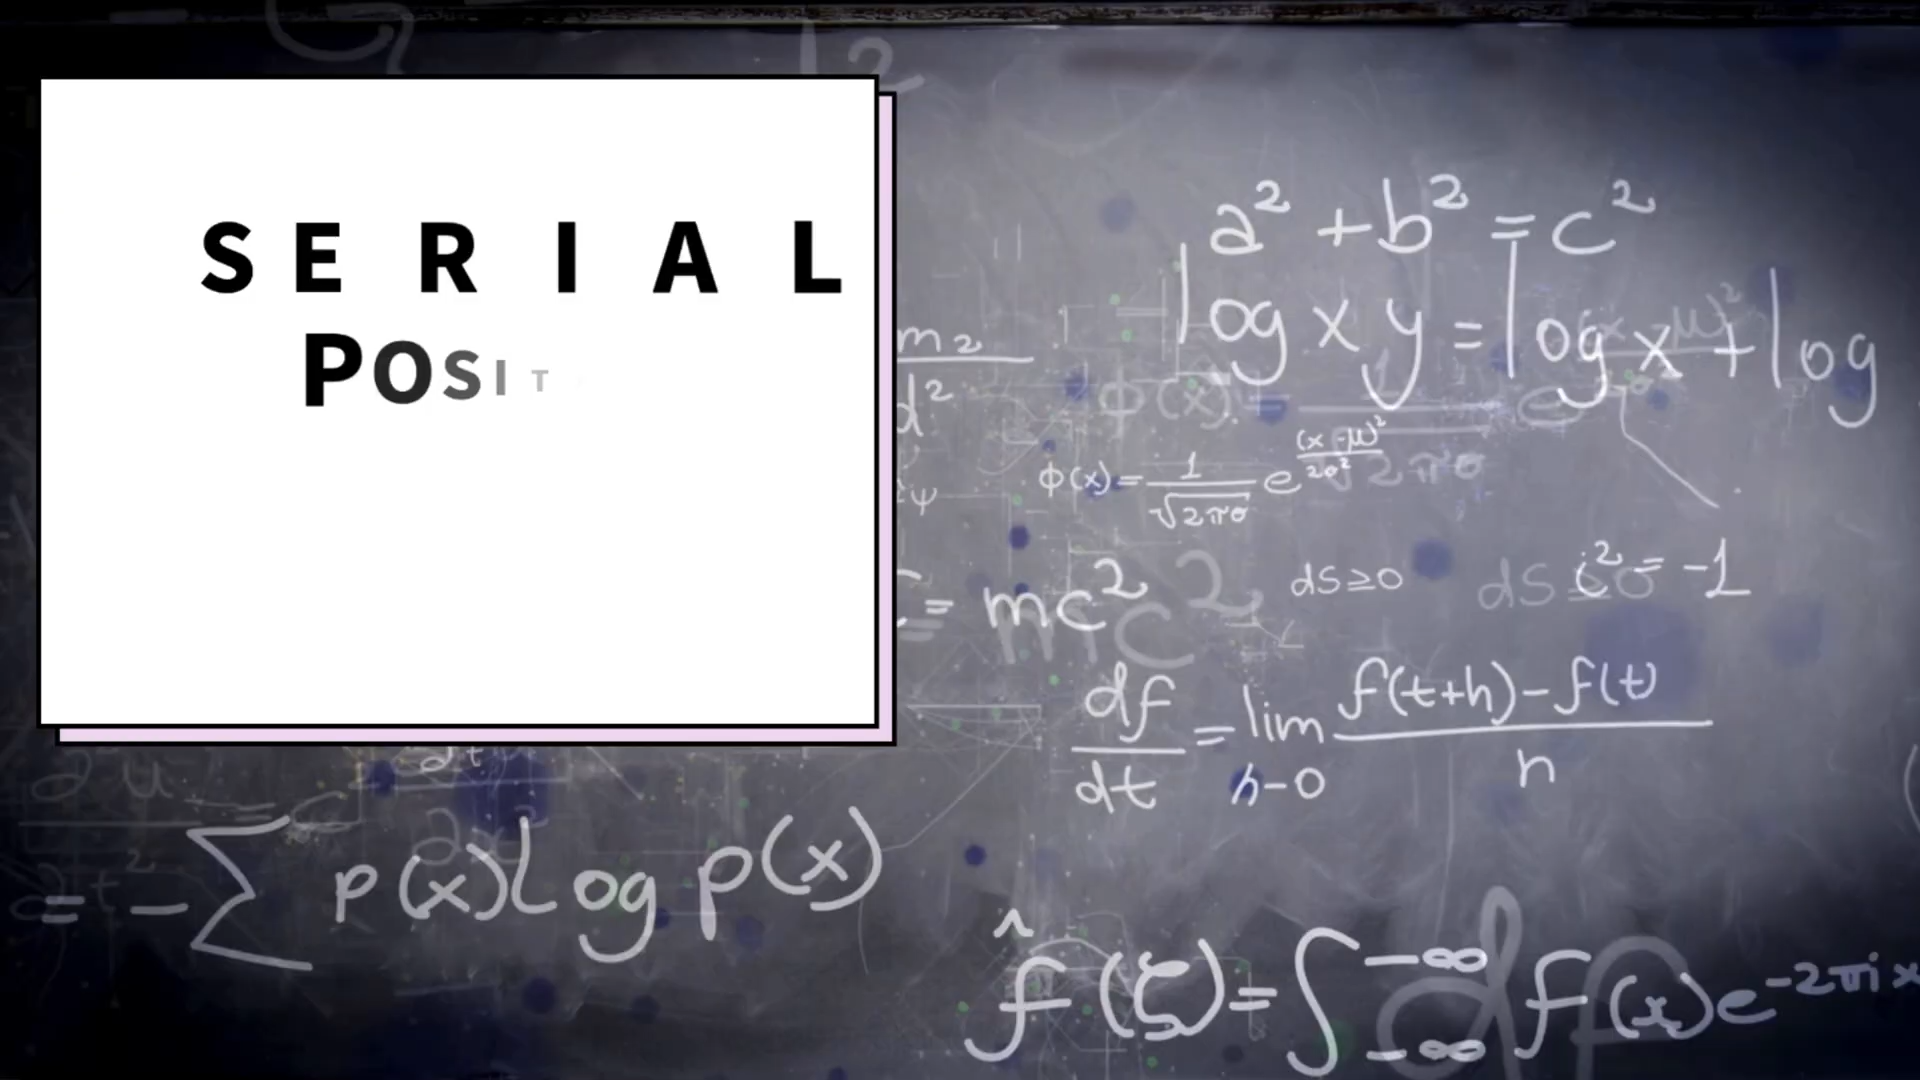 SERIAL
POSIT
a² + b² = c²
log x y = log x + log
m₂
d²
ϕ(x) = 1/√2πσ e (x-μ)²/2σ²
ψ
= mc²
dS ≥ 0
i² = -1
df/dt = lim h-0 f(t+h) - f(t)/h
= - ∑ p(x) Log p(x)
f̂(ζ) = ∫ -∞ -∞ f(x) e -2πix